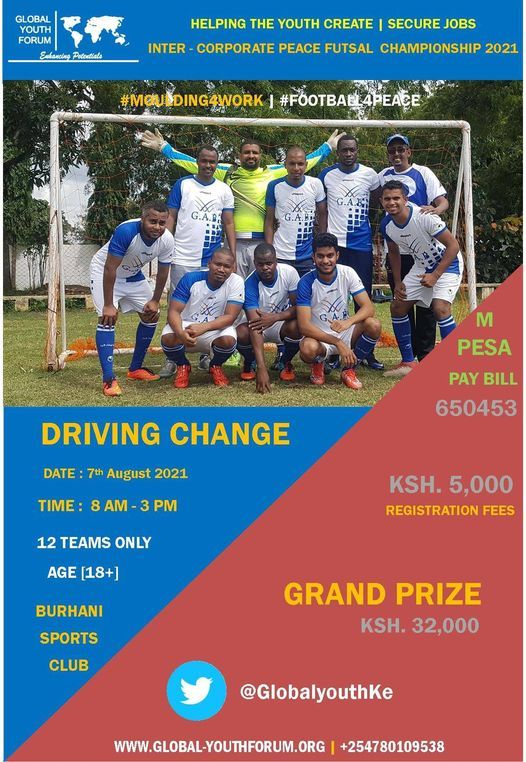 GLOBAL
YOUTH
FORUM
Enhancing Potentials
HELPING THE YOUTH CREATE | SECURE JOBS
INTER - CORPORATE PEACE FUTSAL CHAMPIONSHIP 2021
#MOULDING4WORK | #FOOTBALL4PEACE
M
PESA
PAY BILL
650453
DRIVING CHANGE
DATE : 7th August 2021
TIME : 8 AM - 3 PM
12 TEAMS ONLY
AGE [18+]
BURHANI
SPORTS
CLUB
KSH. 5,000
REGISTRATION FEES
GRAND PRIZE
KSH. 32,000
@GlobalyouthKe
WWW.GLOBAL-YOUTHFORUM.ORG | +254780109538